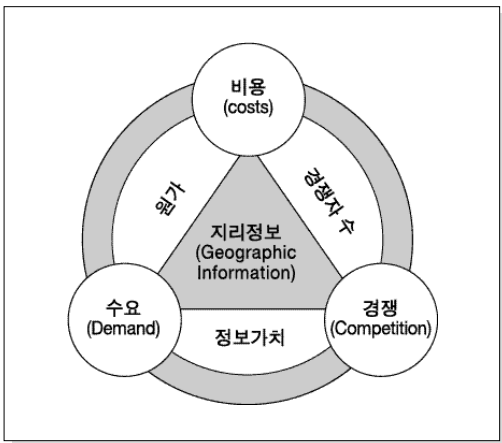 비용
(costs)
원가
경쟁자 수
지리정보
(Geographic
Information)
수요
(Demand)
정보가치
경쟁
(Competition)